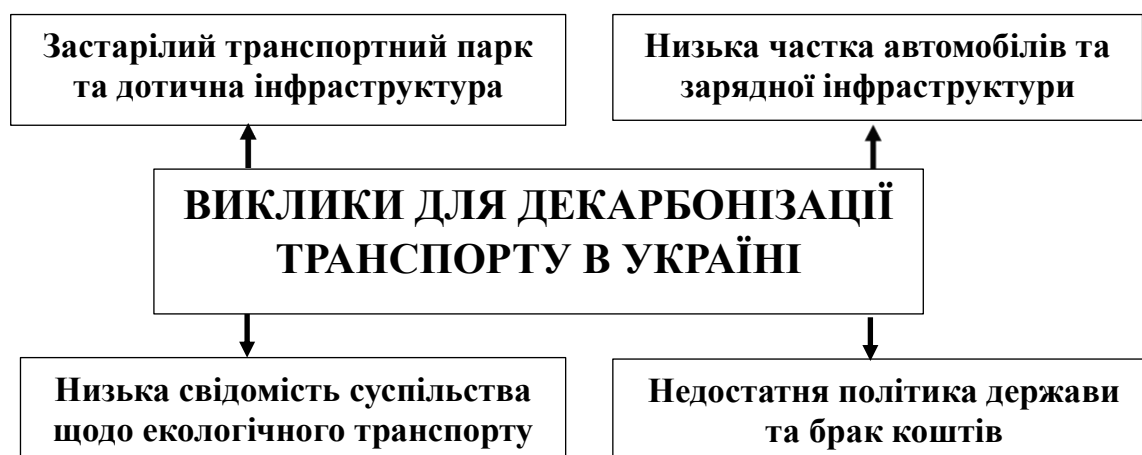 Застарілий транспортний парк
та дотична інфраструктура
Низька частка автомобілів та
зарядної інфраструктури
ВИКЛИКИ ДЛЯ ДЕКАРБОНІЗАЦІЇ
ТРАНСПОРТУ В УКРАЇНІ
Низька свідомість суспільства
щодо екологічного транспорту
Недостатня політика держави
та брак коштів